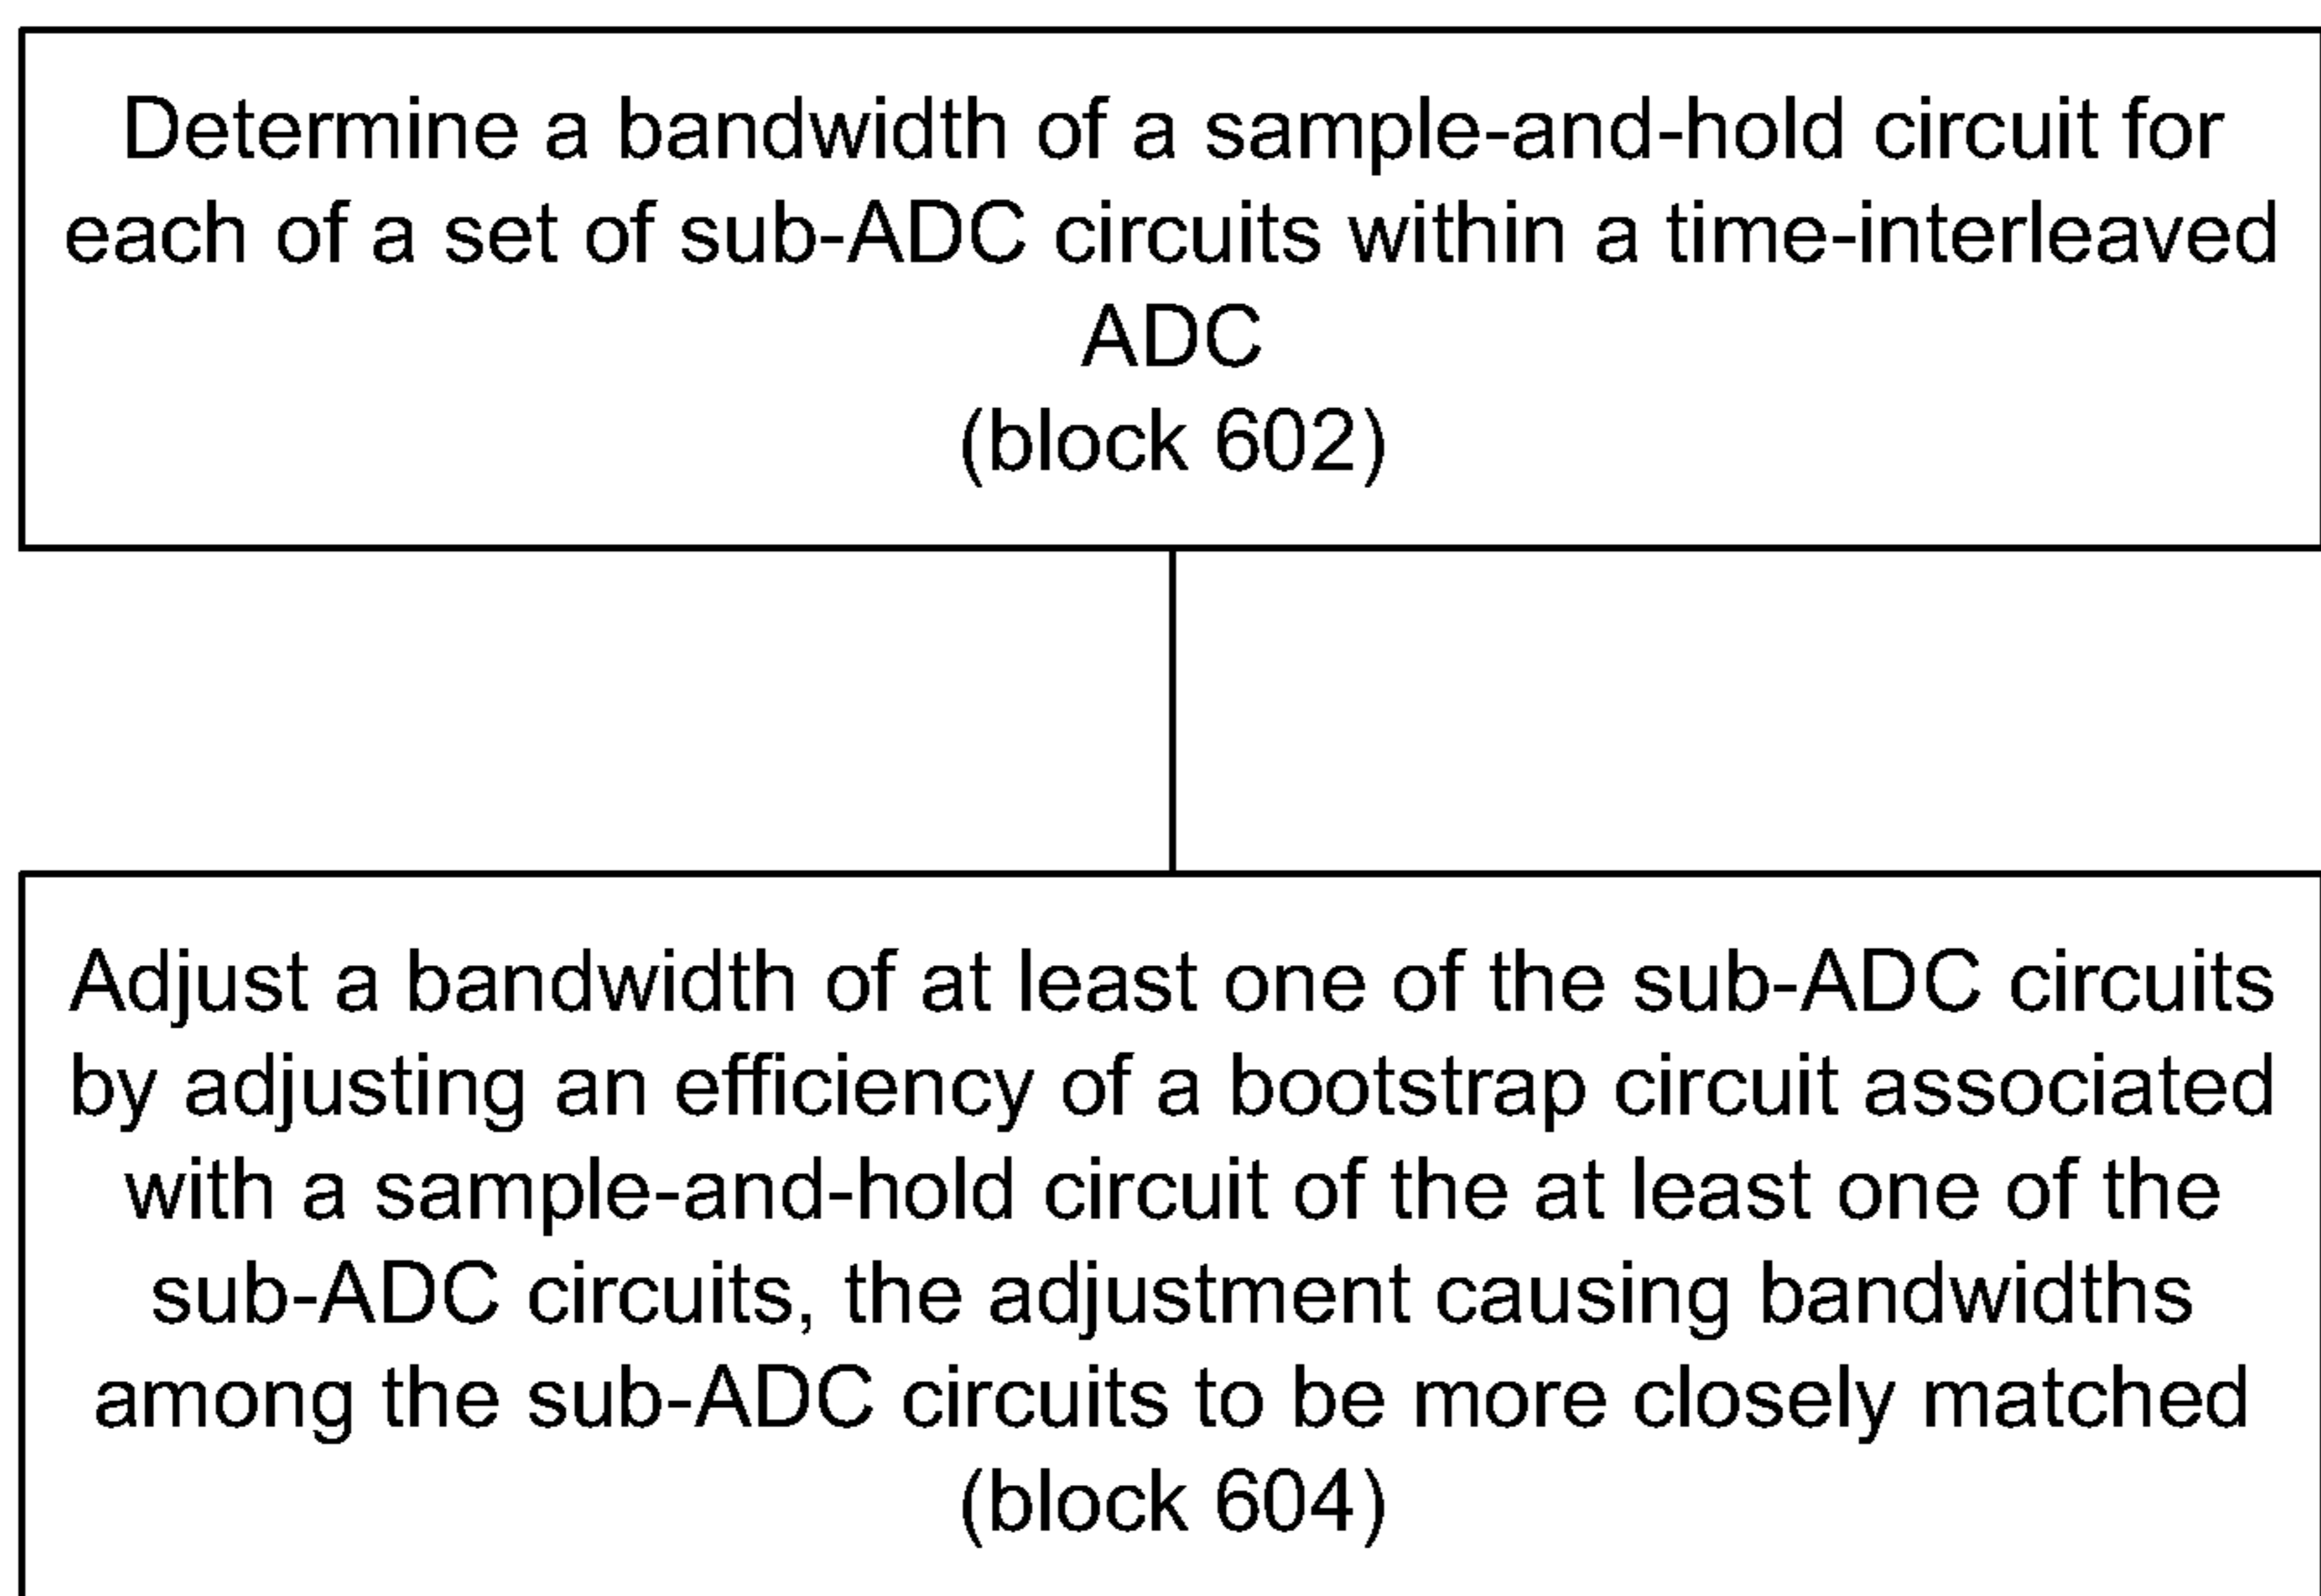 Determine a bandwidth of a sample-and-hold circuit for
each of a set of sub-ADC circuits within a time-interleaved
ADC
(block 602)
Adjust a bandwidth of at least one of the sub-ADC circuits
by adjusting an efficiency of a bootstrap circuit associated
with a sample-and-hold circuit of the at least one of the
sub-ADC circuits, the adjustment causing bandwidths
among the sub-ADC circuits to be more closely matched
(block 604)